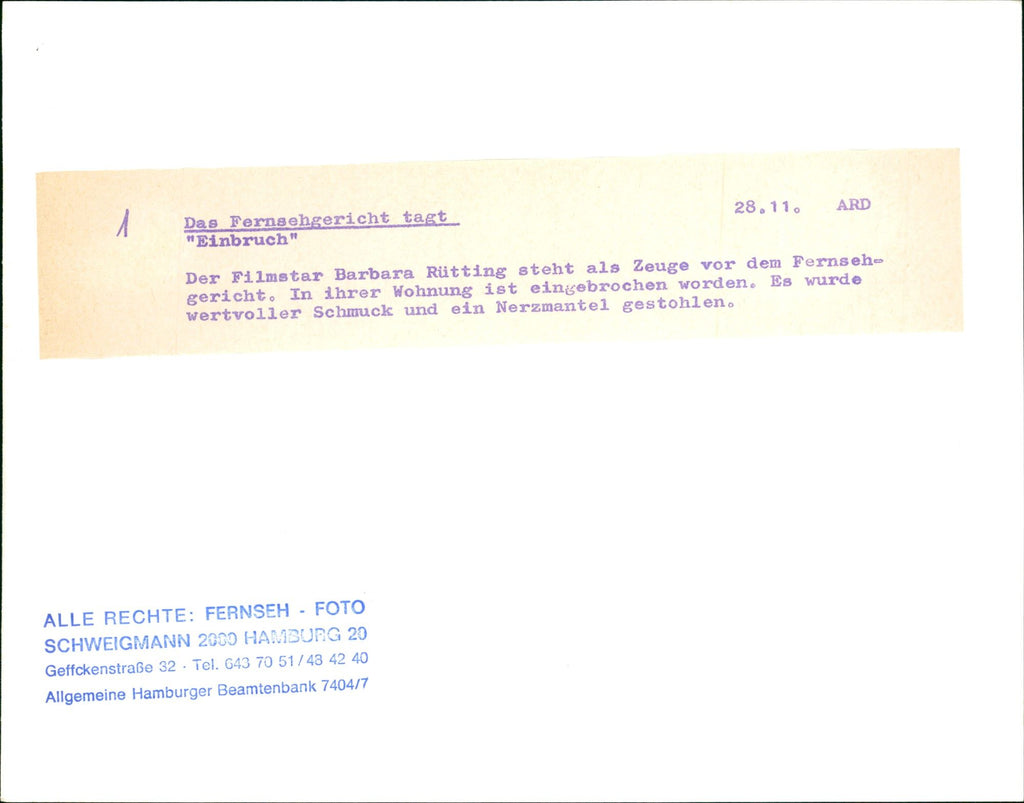 1
Das Fernsehgericht tagt 28.11. ARD
"Einbruch"
Der Filmstar Barbara Rütting steht als Zeuge vor dem Fernseh-
gericht. In ihrer Wohnung ist eingebrochen worden. Es wurde
wertvoller Schmuck und ein Nerzmantel gestohlen.
ALLE RECHTE: FERNSEH - FOTO
SCHWEIGMANN 2000 HAMBURG 20
Geffckenstraße 32 · Tel. 643 70 51 / 48 42 40
Allgemeine Hamburger Beamtenbank 7404/7